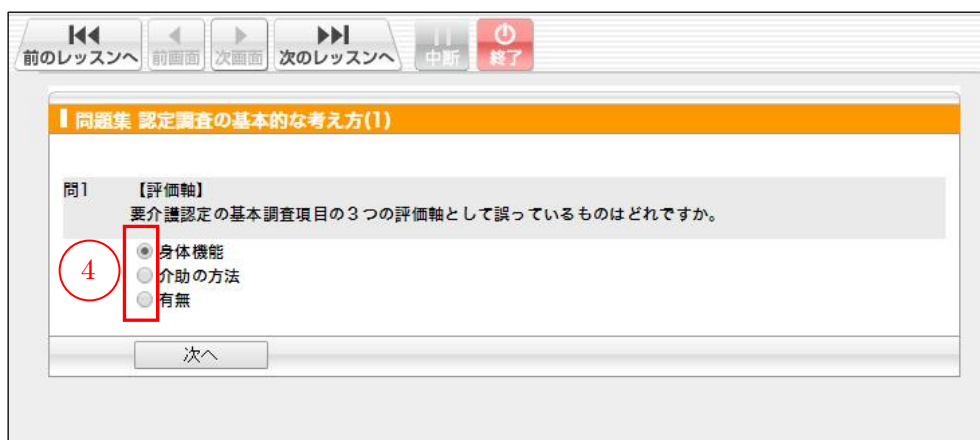 前のレッスンへ 前画面 次画面 次のレッスンへ 中断 終了
問題集 認定調査の基本的な考え方(1)
問1 【評価軸】
要介護認定の基本調査項目の3つの評価軸として誤っているものはどれですか。
身体機能
4 介助の方法
有無
次へ